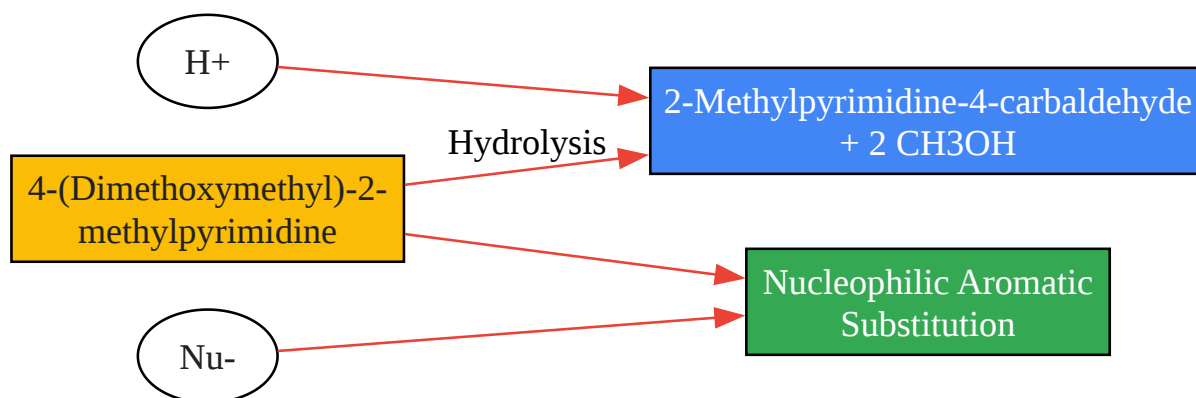 H+
2-Methylpyrimidine-4-carbaldehyde
+ 2 CH3OH
Hydrolysis
4-(Dimethoxymethyl)-2-
methylpyrimidine
Nucleophilic Aromatic
Substitution
Nu-